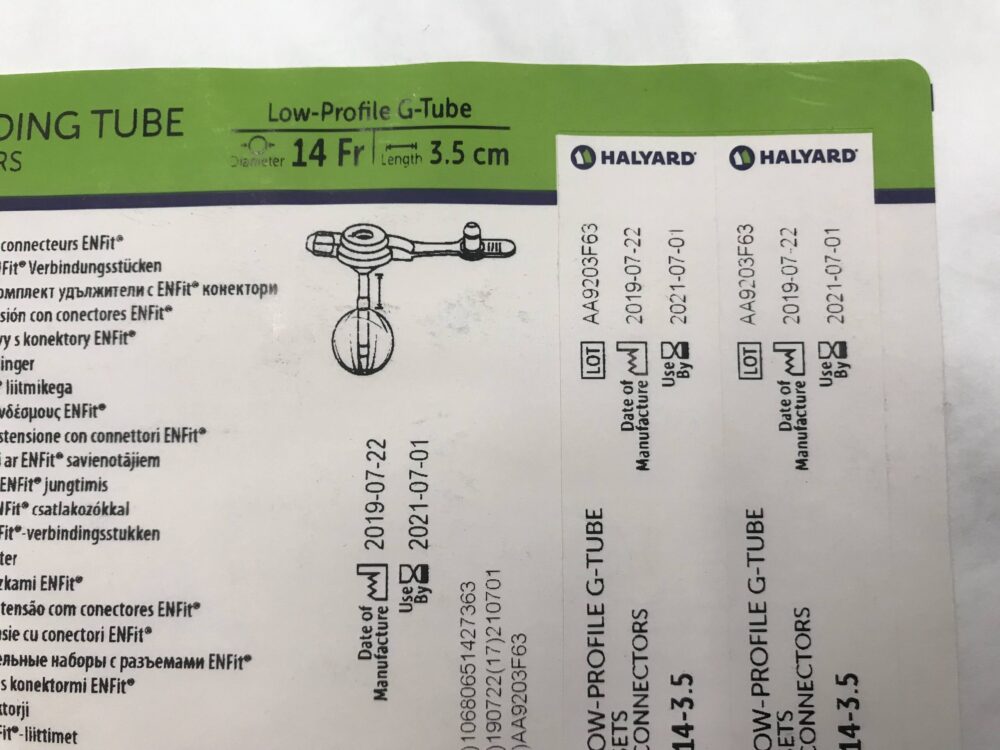 DING TUBE
RS
Low-Profile G-Tube
Diameter 14 Fr Length 3.5 cm
connecteurs ENFit®
Fit® Verbindungsstücken
омплект удължители с ENFit® конектори
sión con conectores ENFit®
vy s konektory ENFit®
inger
® liitmikega
νδέσμους ENFit®
stensione con connettori ENFit®
i ar ENFit® savienotājiem
ENFit® jungtimis
NFit® csatlakozókkal
Fit®-verbindingsstukken
ter
zkami ENFit®
tensão com conectores ENFit®
sie cu conectori ENFit®
ельные наборы с разъемами ENFit®
s konektormi ENFit®
ktorji
Fit®-liittimet
Date of Manufacture 2019-07-22
Use By 2021-07-01
)10680651427363
)190722(17)210701
)AA9203F63
HALYARD®
LOT AA9203F63
Date of Manufacture 2019-07-22
Use By 2021-07-01
OW-PROFILE G-TUBE
SETS
CONNECTORS
14-3.5
HALYARD®
LOT AA9203F63
Date of Manufacture 2019-07-22
Use By 2021-07-01
OW-PROFILE G-TUBE
SETS
CONNECTORS
14-3.5